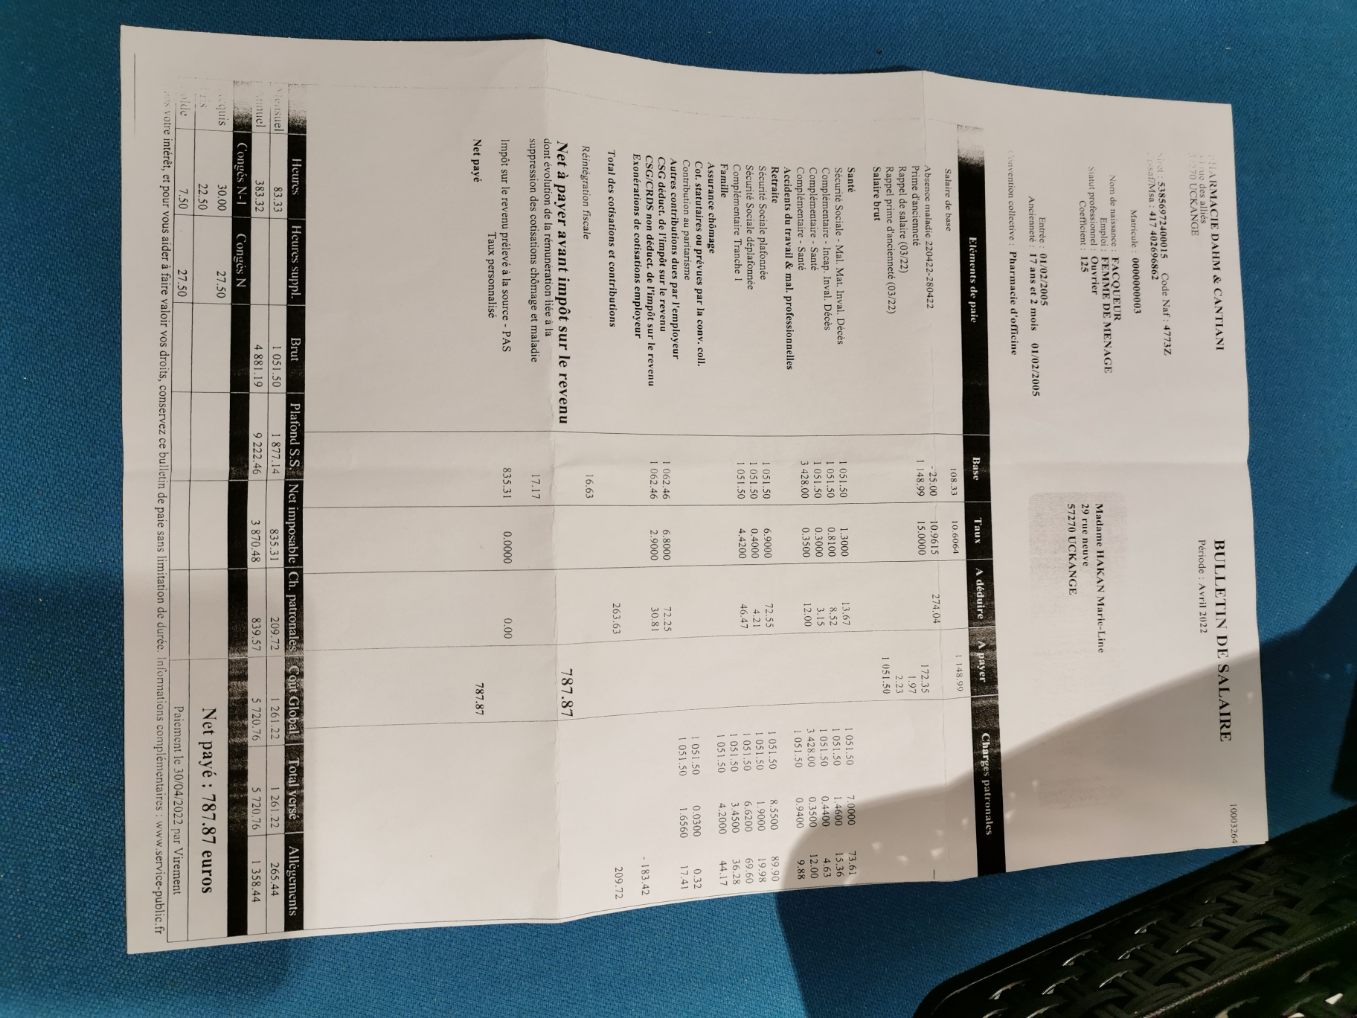 ARMACIE DAHM & CANTIANI
des alliés
70 UCKANGE
BULLETIN DE SALAIRE
Période : Avril 2022
10003264
: 53856972400015 Code Naf : 4773Z
/Msa : 417 402696862
Matricule : 0000000003
Nom de naissance : FACQUEUR
Emploi : FEMME DE MENAGE
Statut professionnel : Ouvrier
Coefficient : 125
Madame HAKAN Marie-Line
29 rue neuve
57270 UCKANGE
Entrée : 01/02/2005
Ancienneté : 17 ans et 2 mois 01/02/2005
Convention collective : Pharmacie d'officine
Eléments de paie Base Taux A déduire A payer Charges patronales
Salaire de base 108.33 10.6064 1 148.99
Absence maladie 220422-280422 - 25.00 10.9615 274.04
Prime d'ancienneté 1 148.99 15.0000 172.35
Rappel de salaire (03/22) 1.97
Rappel prime d'ancienneté (03/22) 2.23
Salaire brut 1 051.50
Santé
Sécurité Sociale - Mal. Mat. Inval. Décès 1 051.50 7.0000 73.61
Complémentaire - Incap. Inval. Décès 1 051.50 1.3000 13.67 1 051.50 1.4600 15.36
Complémentaire - Santé 1 051.50 0.8100 8.52 1 051.50 0.4400 4.63
Complémentaire - Santé 1 051.50 0.3000 3.15 3 428.00 0.3500 12.00
3 428.00 0.3500 12.00
Accidents du travail & mal. professionnelles 1 051.50 0.9400 9.88
Retraite
Sécurité Sociale plafonnée 1 051.50 6.9000 72.55 1 051.50 8.5500 89.90
Sécurité Sociale déplafonnée 1 051.50 0.4000 4.21 1 051.50 1.9000 19.98
Complémentaire Tranche 1 1 051.50 4.4200 46.47 1 051.50 6.6200 69.60
Famille 1 051.50 3.4500 36.28
Assurance chômage 1 051.50 4.2000 44.17
Cot. statutaires ou prévues par la conv. coll.
Contribution au paritarisme 1 051.50 0.0300 0.32
Autres contributions dues par l'employeur 1 051.50 1.6560 17.41
CSG déduct. de l'impôt sur le revenu 1 062.46 6.8000 72.25
CSG/CRDS non déduct. de l'impôt sur le revenu 1 062.46 2.9000 30.81
Exonérations de cotisations employeur - 183.42
Total des cotisations et contributions 263.63 209.72
Réintégration fiscale 16.63
Net à payer avant impôt sur le revenu 787.87
dont évolution de la rémunération liée à la
suppression des cotisations chômage et maladie 17.17
Impôt sur le revenu prélevé à la source - PAS 835.31 0.0000 0.00
Taux personnalisé
Net payé 787.87
Heures Heures suppl. Brut Plafond S.S. Net imposable Ch. patronales Coût Global Total versé Allègements
Mensuel 83.33 1 051.50 1 877.14 835.31 209.72 1 261.22 1 261.22 265.44
Annuel 383.32 4 881.19 9 222.46 3 870.48 839.57 5 720.76 5 720.76 1 358.44
Congés N-1 Congés N
quis 30.00 27.50
22.50
Net payé : 787.87 euros
lde 7.50 27.50
Paiement le 30/04/2022 par Virement
votre intérêt, et pour vous aider à faire valoir vos droits, conservez ce bulletin de paie sans limitation de durée. Informations complémentaires : www.service-public.fr